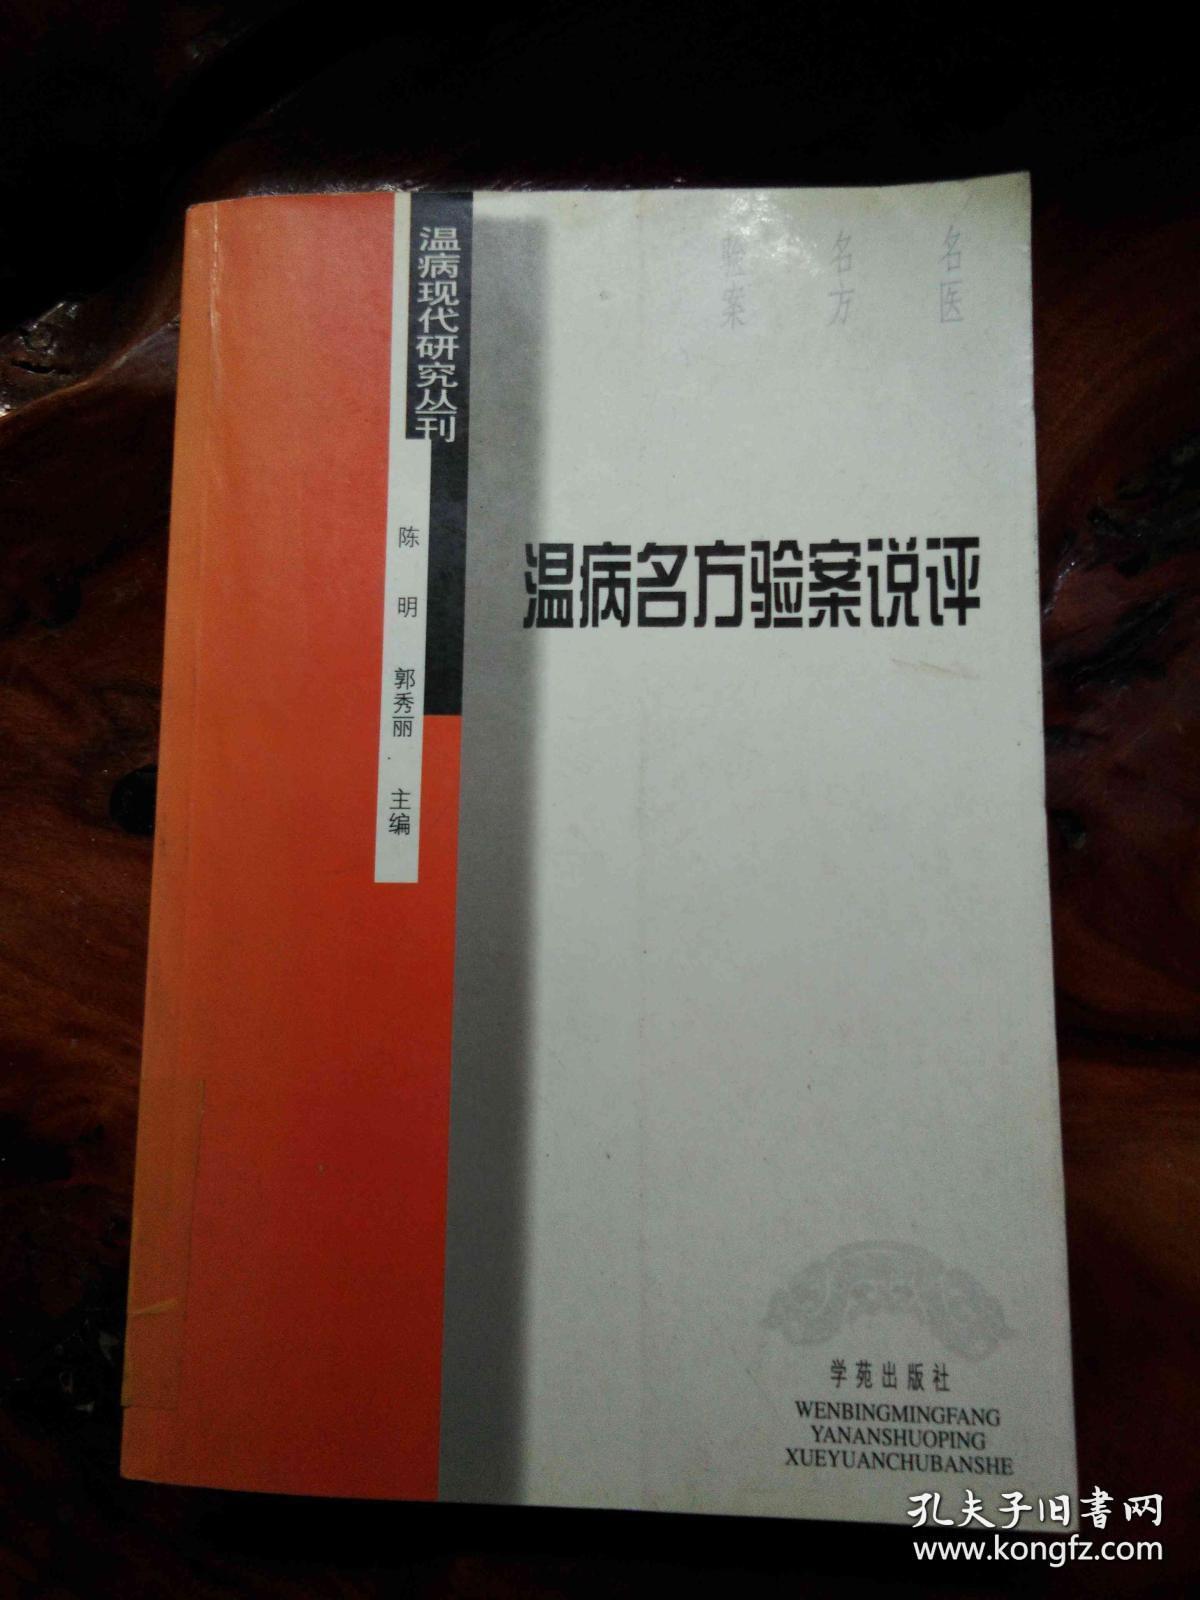 温病现代研究丛刊
名医
名方
验案
陈明 郭秀丽 主编
温病名方验案说评
学苑出版社
WENBINGMINGFANG
YANANSHUOPING
XUEYUANCHUBANSHE
孔夫子旧书网
www.kongfz.com